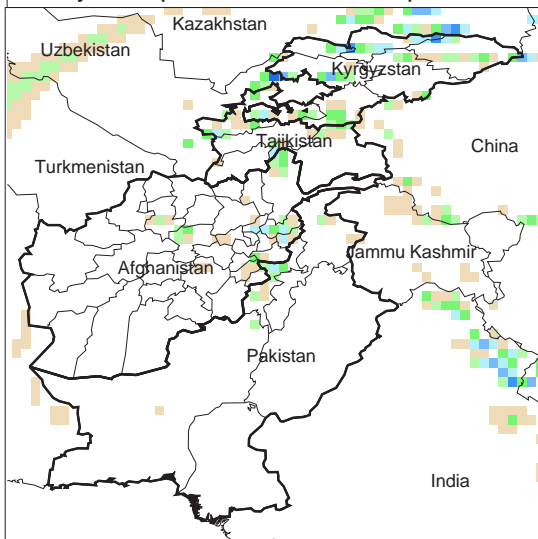 Kazakhstan
Uzbekistan
Kyrgyzstan
Tajikistan
China
Turkmenistan
Jammu Kashmir
Afghanistan
Pakistan
India